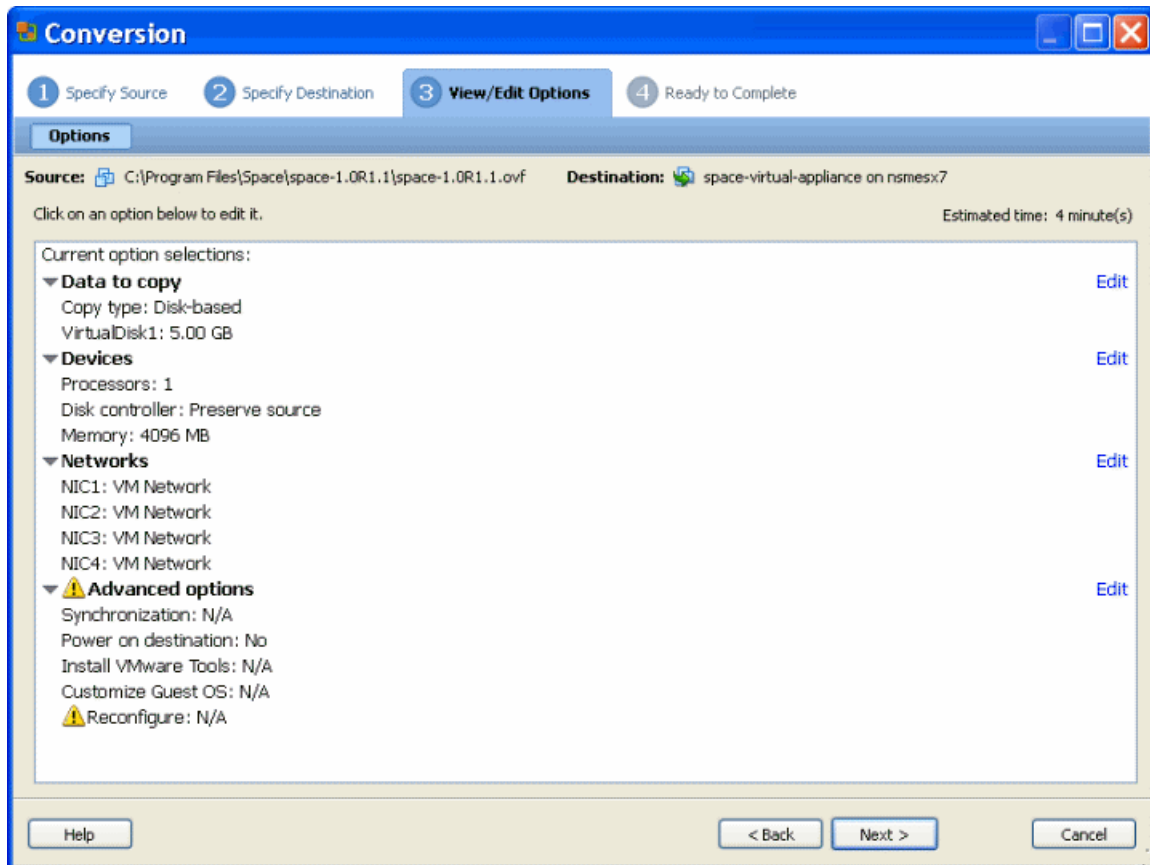 Conversion
1 Specify Source 2 Specify Destination 3 View/Edit Options 4 Ready to Complete
Options
Source: C:\Program Files\Space\space-1.0R1.1\space-1.0R1.1.ovf Destination: space-virtual-appliance on nsmesx7
Click on an option below to edit it. Estimated time: 4 minute(s)
Current option selections:
Data to copy Edit
Copy type: Disk-based
VirtualDisk1: 5.00 GB
Devices Edit
Processors: 1
Disk controller: Preserve source
Memory: 4096 MB
Networks Edit
NIC1: VM Network
NIC2: VM Network
NIC3: VM Network
NIC4: VM Network
Advanced options Edit
Synchronization: N/A
Power on destination: No
Install VMware Tools: N/A
Customize Guest OS: N/A
Reconfigure: N/A
Help < Back Next > Cancel